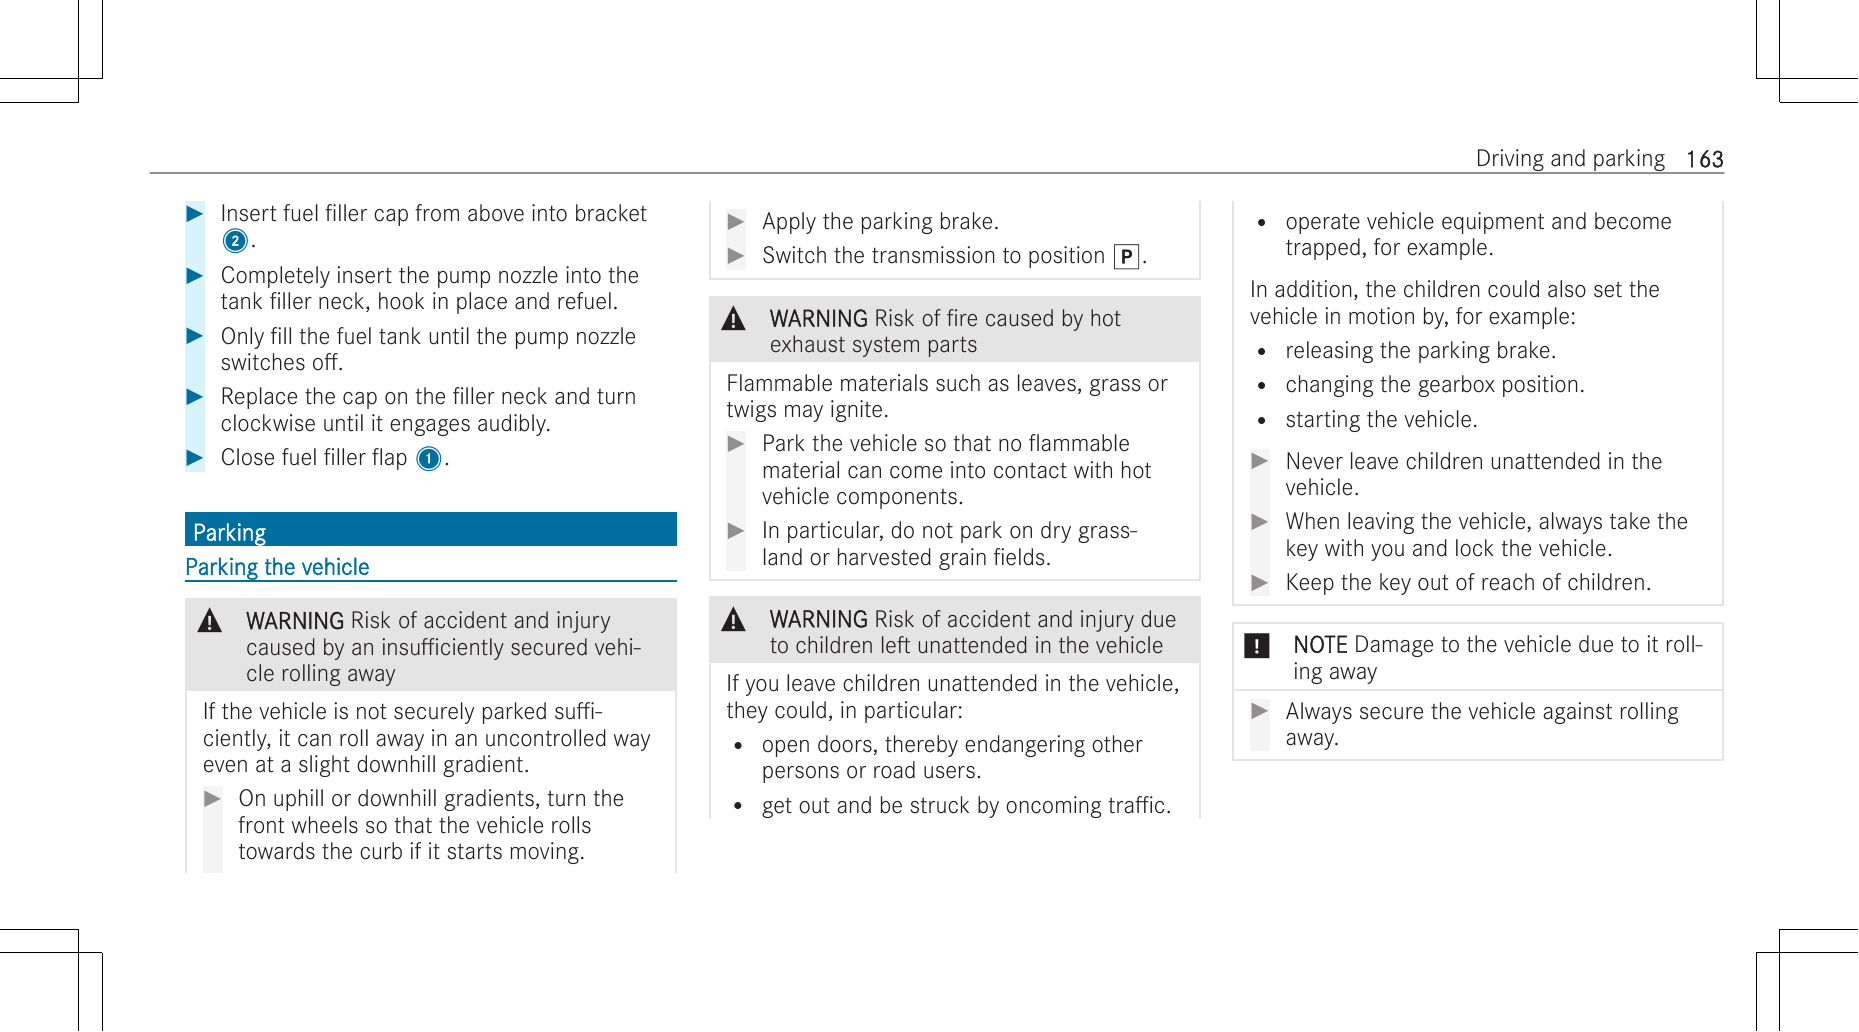 Driving and parking 163
Insert fuel filler cap from above into bracket
2.
Completely insert the pump nozzle into the
tank filler neck, hook in place and refuel.
Only fill the fuel tank until the pump nozzle
switches off.
Replace the cap on the filler neck and turn
clockwise until it engages audibly.
Close fuel filler flap 1.
Parking
Parking the vehicle
WARNING Risk of accident and injury
caused by an insufficiently secured vehi-
cle rolling away
If the vehicle is not securely parked suffi-
ciently, it can roll away in an uncontrolled way
even at a slight downhill gradient.
On uphill or downhill gradients, turn the
front wheels so that the vehicle rolls
towards the curb if it starts moving.
Apply the parking brake.
Switch the transmission to position P.
WARNING Risk of fire caused by hot
exhaust system parts
Flammable materials such as leaves, grass or
twigs may ignite.
Park the vehicle so that no flammable
material can come into contact with hot
vehicle components.
In particular, do not park on dry grass-
land or harvested grain fields.
WARNING Risk of accident and injury due
to children left unattended in the vehicle
If you leave children unattended in the vehicle,
they could, in particular:
• open doors, thereby endangering other
persons or road users.
• get out and be struck by oncoming traffic.
• operate vehicle equipment and become
trapped, for example.
In addition, the children could also set the
vehicle in motion by, for example:
• releasing the parking brake.
• changing the gearbox position.
• starting the vehicle.
Never leave children unattended in the
vehicle.
When leaving the vehicle, always take the
key with you and lock the vehicle.
Keep the key out of reach of children.
NOTE Damage to the vehicle due to it roll-
ing away
Always secure the vehicle against rolling
away.